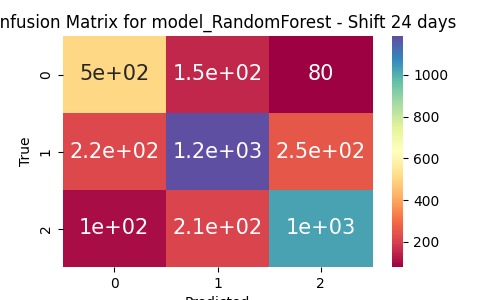 nfusion Matrix for model_RandomForest - Shift 24 days
0 5e+02 1.5e+02 80
1 2.2e+02 1.2e+03 2.5e+02
2 1e+02 2.1e+02 1e+03
0 1 2
True
Predicted
1000
800
600
400
200